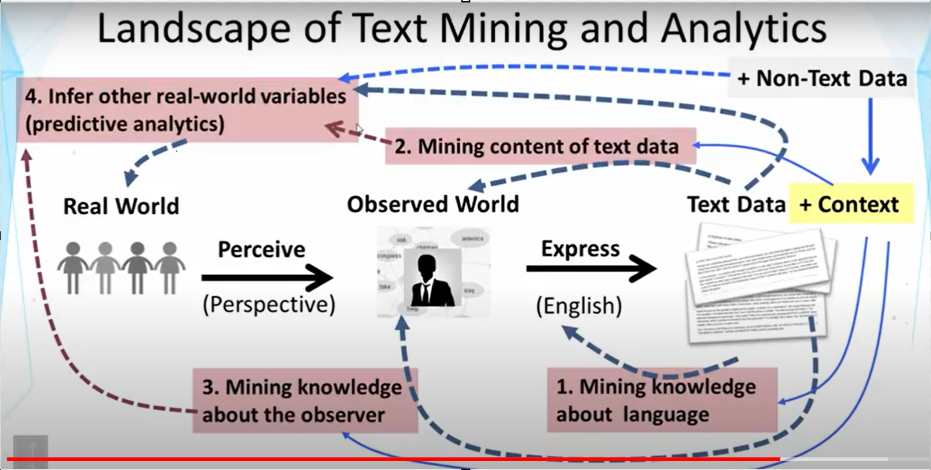 Landscape of Text Mining and Analytics
+ Non-Text Data
4. Infer other real-world variables
(predictive analytics)
2. Mining content of text data
Real World
Observed World
Text Data
+ Context
Perceive
(Perspective)
Express
(English)
3. Mining knowledge
about the observer
1. Mining knowledge
about language